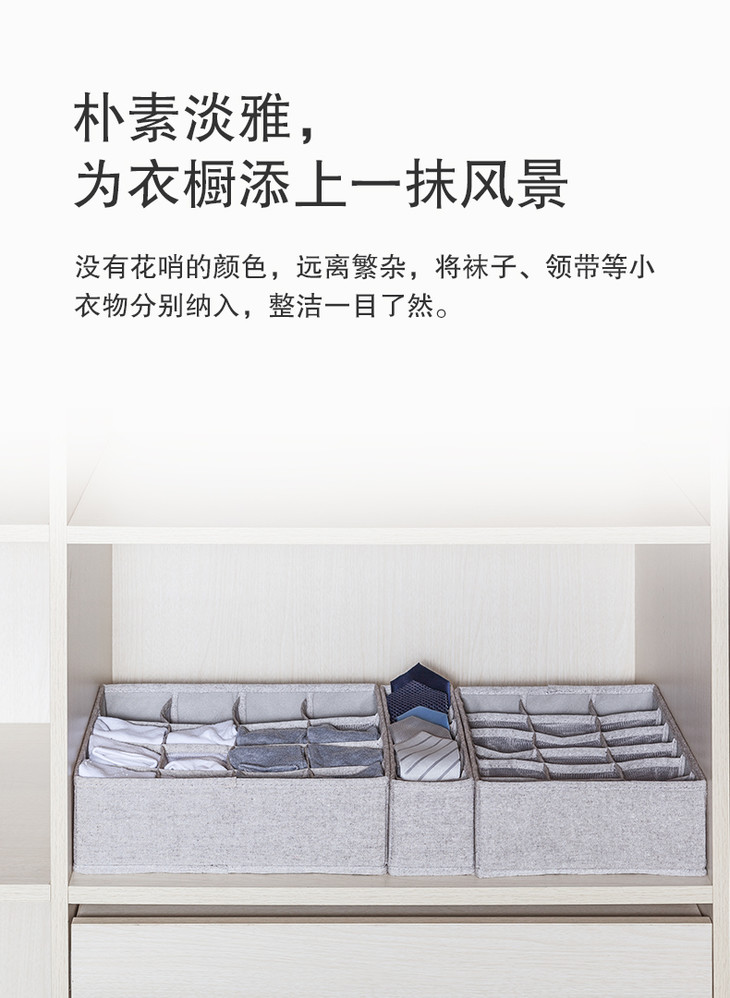 朴素淡雅，
为衣橱添上一抹风景
没有花哨的颜色，远离繁杂，将袜子、领带等小
衣物分别纳入，整洁一目了然。